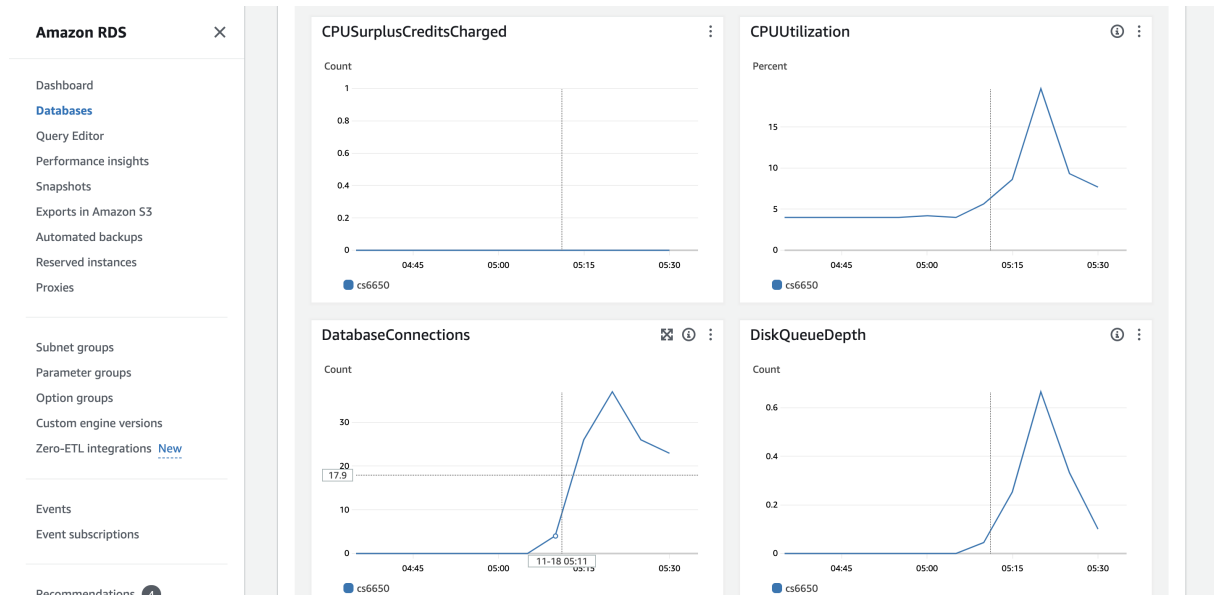 Amazon RDS
Dashboard
Databases
Query Editor
Performance insights
Snapshots
Exports in Amazon S3
Automated backups
Reserved instances
Proxies
Subnet groups
Parameter groups
Option groups
Custom engine versions
Zero-ETL integrations New
Events
Event subscriptions
Recommendations 4
CPUSurplusCreditsCharged
Count
1
0.8
0.6
0.4
0.2
0
04:45 05:00 05:15 05:30
cs6650
CPUUtilization
Percent
15
10
5
0
04:45 05:00 05:15 05:30
cs6650
DatabaseConnections
Count
30
20
17.9
10
0
11-18 05:11
04:45 05:00 05:15 05:30
cs6650
DiskQueueDepth
Count
0.6
0.4
0.2
0
04:45 05:00 05:15 05:30
cs6650